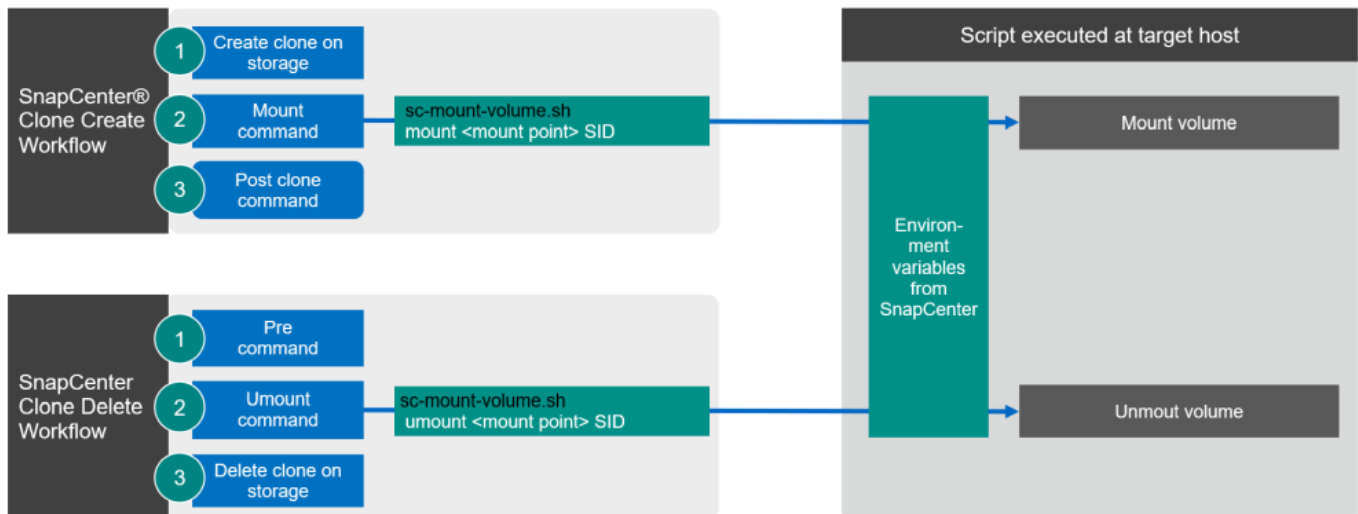 SnapCenter®
Clone Create
Workflow
1
Create clone on
storage
2
Mount
command
sc-mount-volume.sh
mount <mount point> SID
3
Post clone
command
SnapCenter
Clone Delete
Workflow
1
Pre
command
2
Umount
command
sc-mount-volume.sh
umount <mount point> SID
3
Delete clone on
storage
Script executed at target host
Environ-
ment
variables
from
SnapCenter
Mount volume
Unmout volume